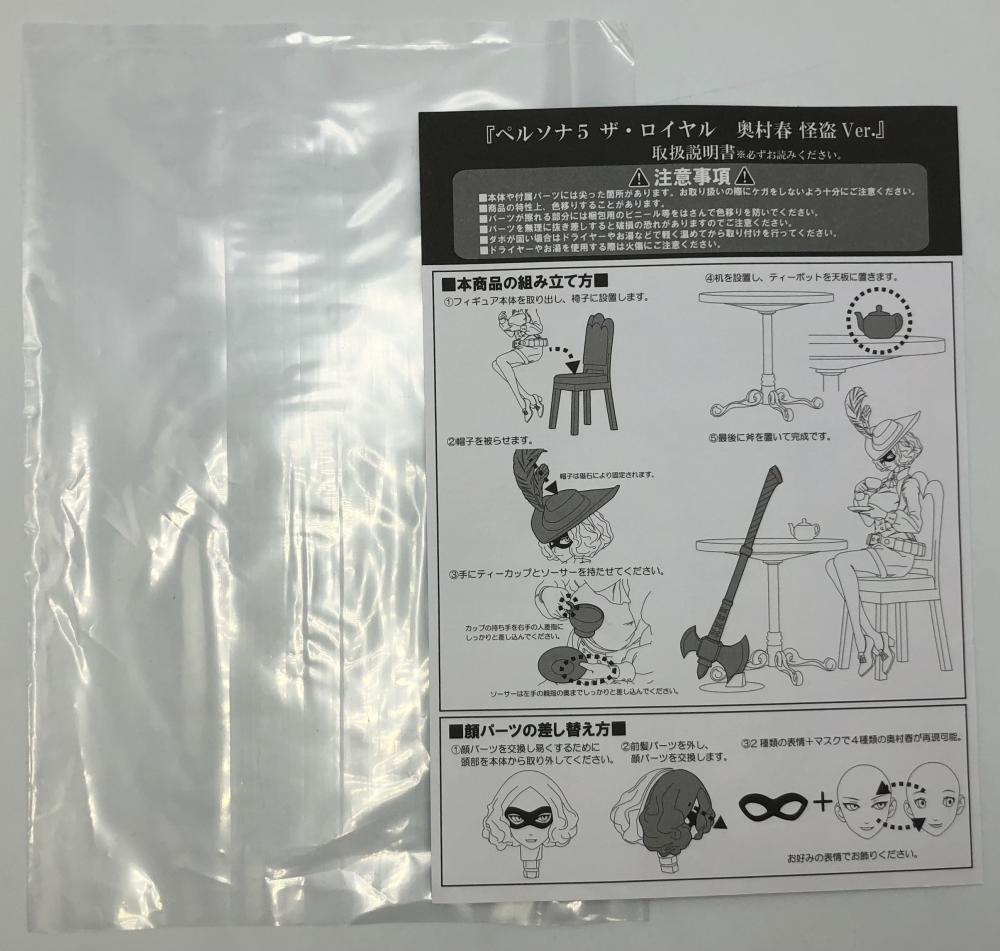 『ペルソナ5 ザ・ロイヤル　奥村春 怪盗 Ver.』
取扱説明書※必ずお読みください。
注意事項
■本体や付属パーツには尖った箇所があります。お取り扱いの際にケガをしないよう十分にご注意ください。
■商品の特性上、色移りすることがあります。
■パーツが擦れる部分には梱包用のビニール等をはさんで色移りを防いでください。
■パーツを無理に抜き差しすると破損の恐れがありますのでご注意ください。
■ダボが固い場合はドライヤーやお湯などで軽く温めてから取り付けを行ってください。
■ドライヤーやお湯を使用する際は火傷にご注意ください。
■本商品の組み立て方■
①フィギュア本体を取り出し、椅子に設置します。
②帽子を被らせます。
帽子は磁石により固定されます。
③手にティーカップとソーサーを持たせてください。
カップの持ち手を右手の人差指に
しっかりと差し込んでください。
ソーサーは左手の親指の奥までしっかりと差し込んでください。
④机を設置し、ティーポットを天板に置きます。
⑤最後に斧を置いて完成です。
■顔パーツの差し替え方■
①顔パーツを交換し易くするために
頭部を本体から取り外してください。
②前髪パーツを外し、
顔パーツを交換します。
③2種類の表情＋マスクで4種類の奥村春が再現可能。
お好みの表情でお飾りください。